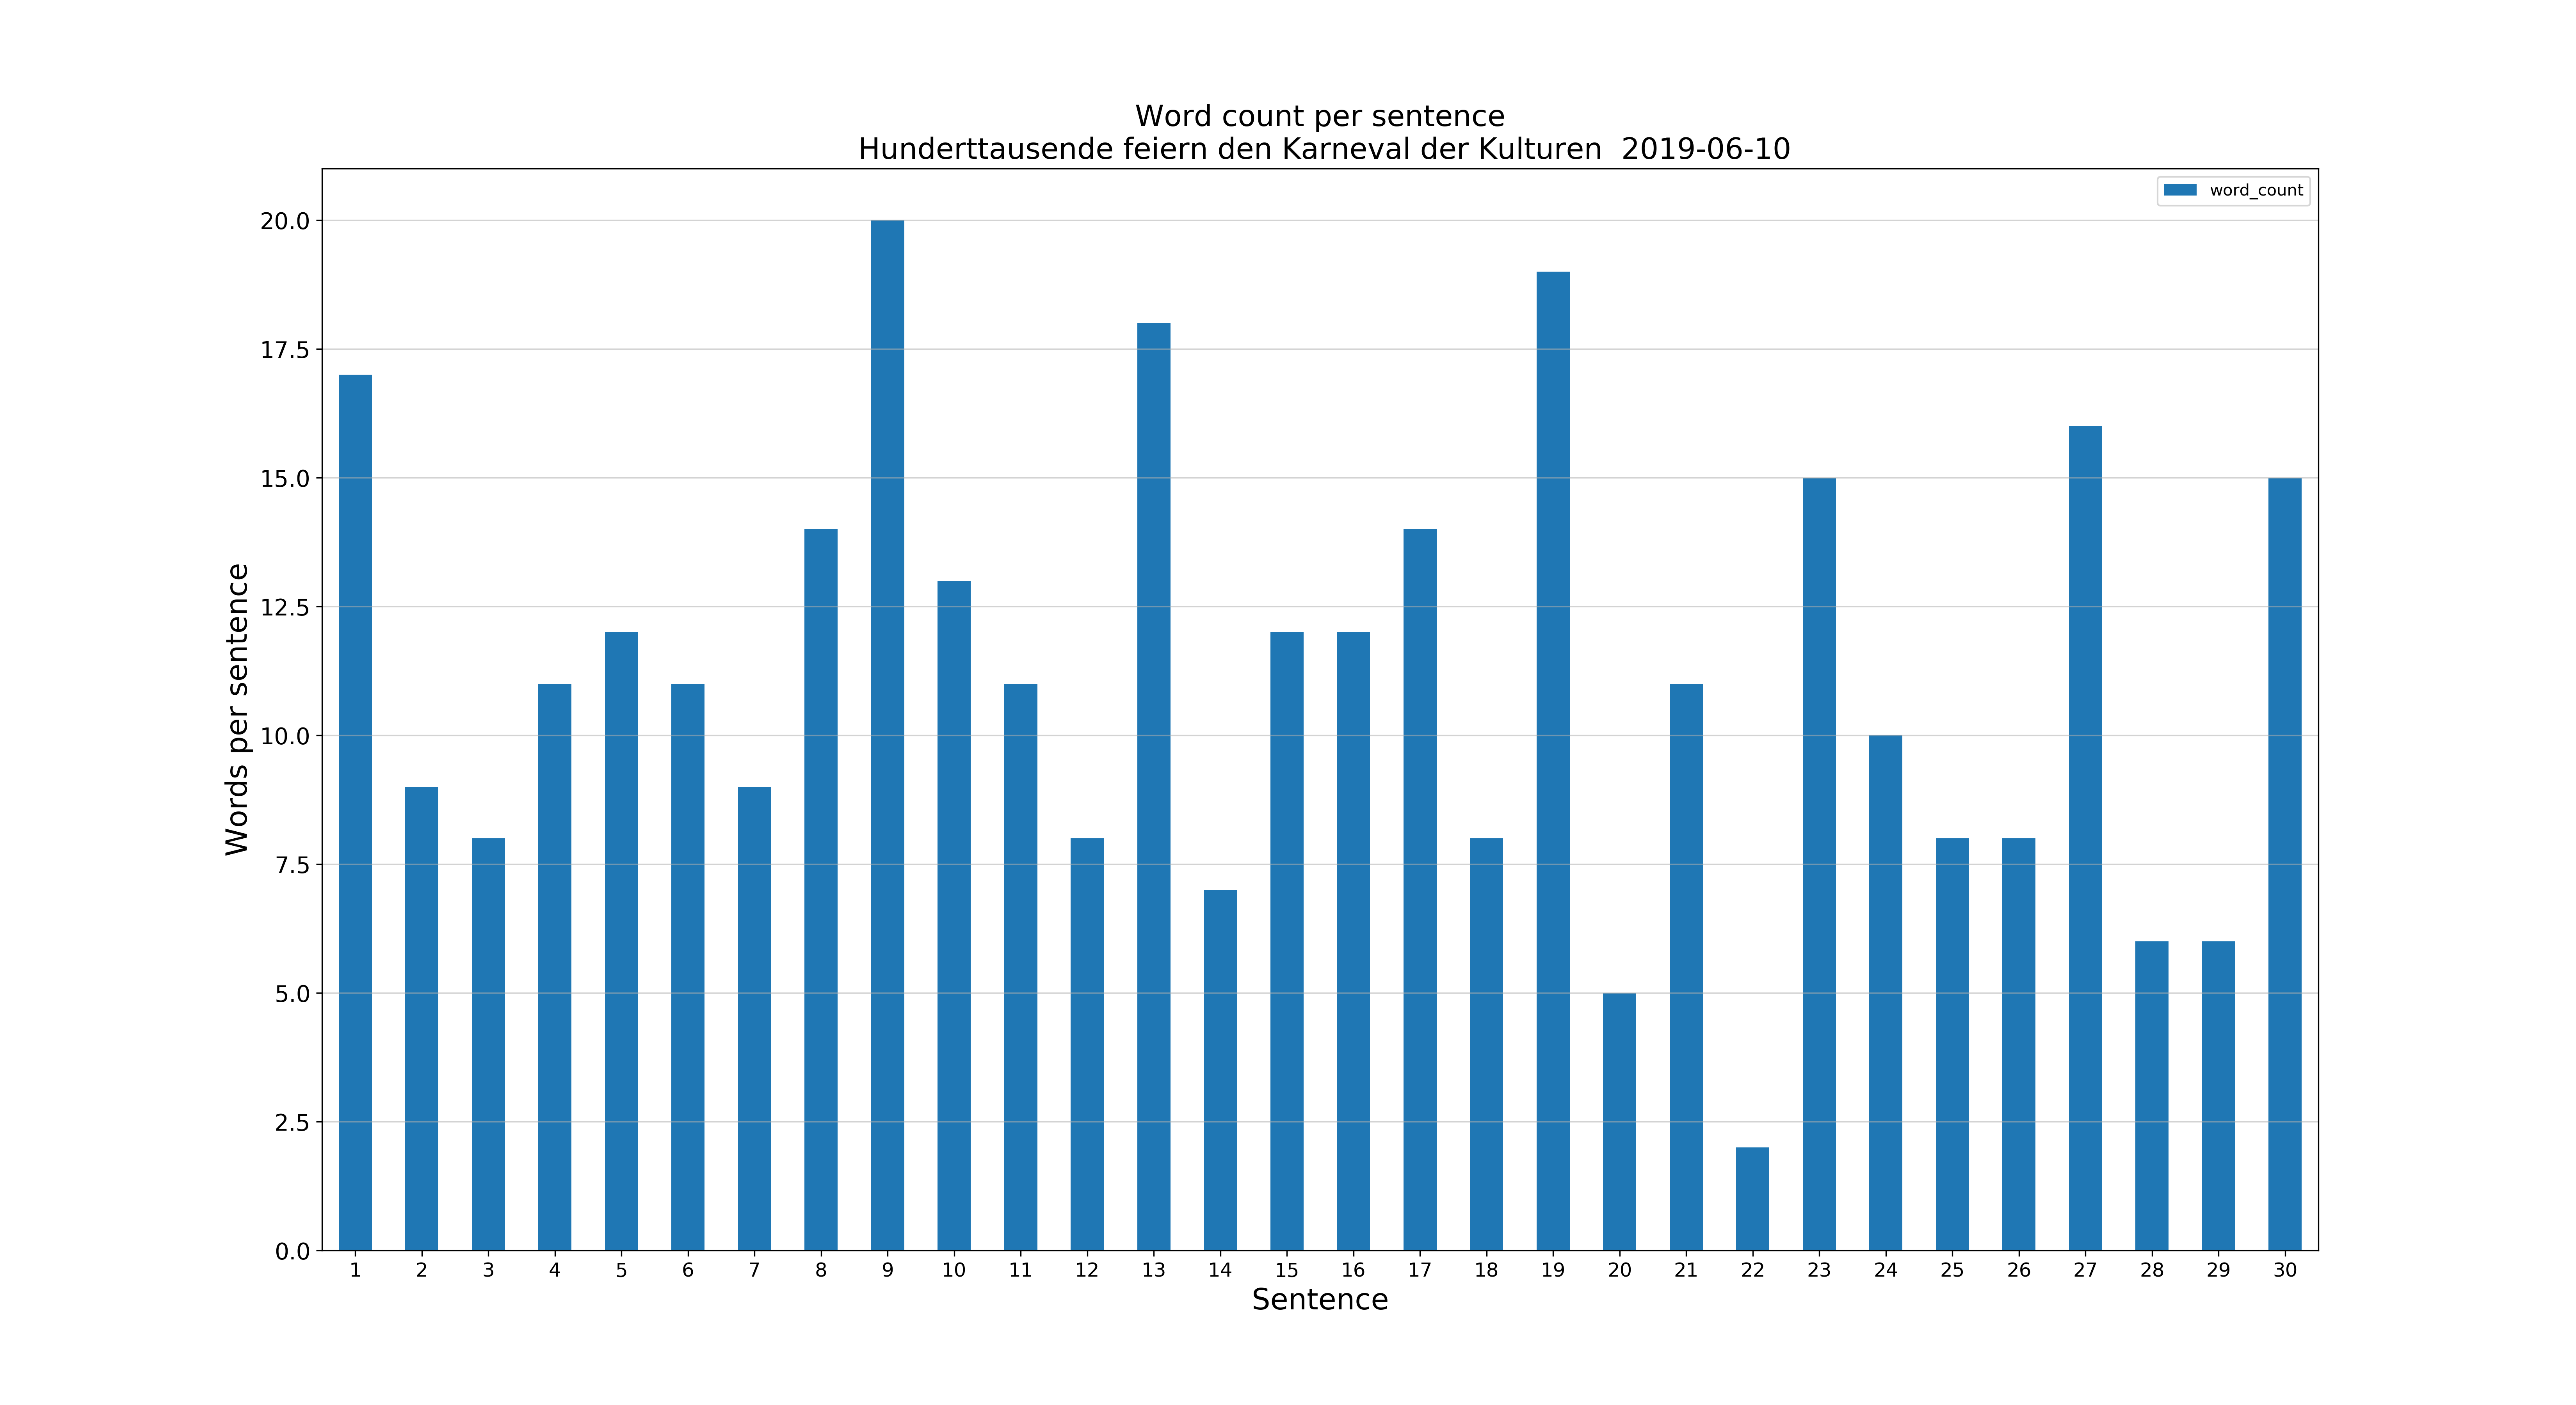 Word count per sentence
Hunderttausende feiern den Karneval der Kulturen  2019-06-10
word_count
Words per sentence
20.0
17.5
15.0
12.5
10.0
7.5
5.0
2.5
0.0
1 2 3 4 5 6 7 8 9 10 11 12 13 14 15 16 17 18 19 20 21 22 23 24 25 26 27 28 29 30
Sentence